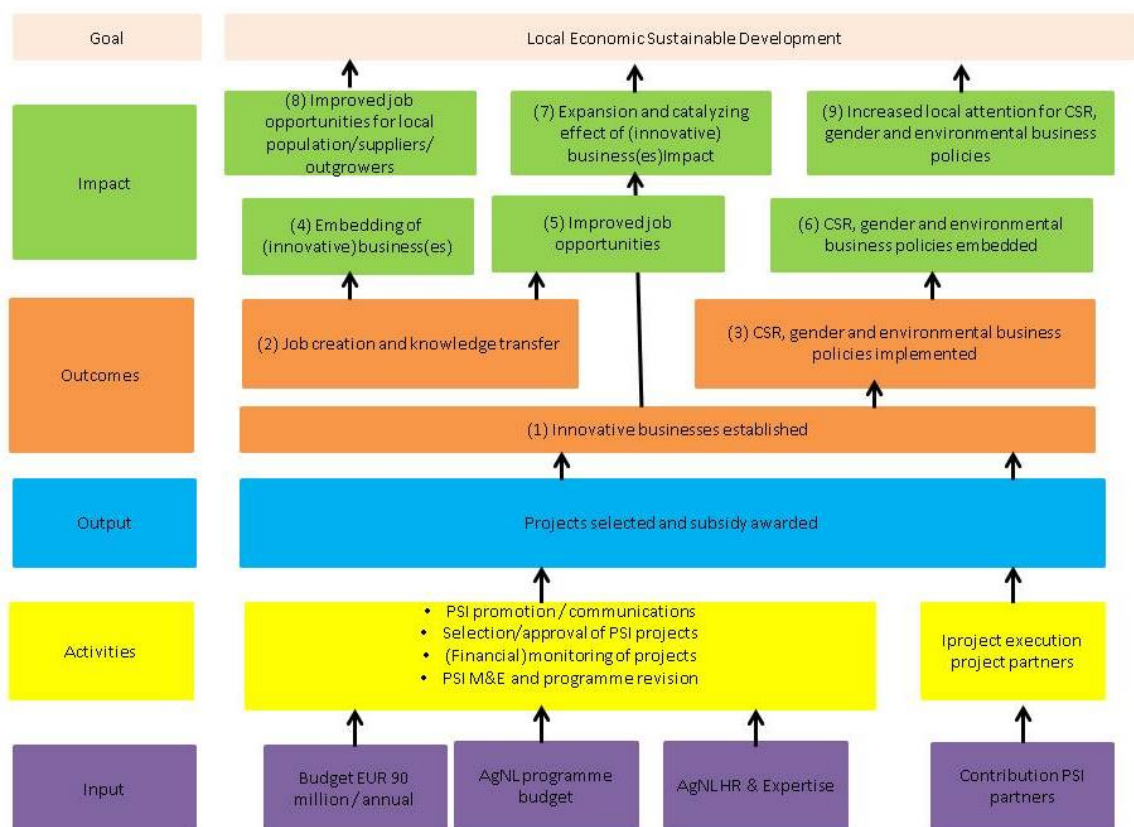 Goal
Local Economic Sustainable Development
Impact
(8) Improved job
opportunities for local
population/suppliers/
outgrowers
(7) Expansion and catalyzing
effect of (innovative)
business(es)Impact
(9) Increased local attention for CSR,
gender and environmental business
policies
(4) Embedding of
(innovative) business(es)
(5) Improved job
opportunities
(6) CSR, gender and environmental
business policies embedded
Outcomes
(2) Job creation and knowledge transfer
(3) CSR, gender and environmental business
policies implemented
(1) Innovative businesses established
Output
Projects selected and subsidy awarded
Activities
• PSI promotion / communications
• Selection/approval of PSI projects
• (Financial) monitoring of projects
• PSI M&E and programme revision
Iproject execution
project partners
Input
Budget EUR 90
million / annual
AgNL programme
budget
AgNL HR & Expertise
Contribution PSI
partners